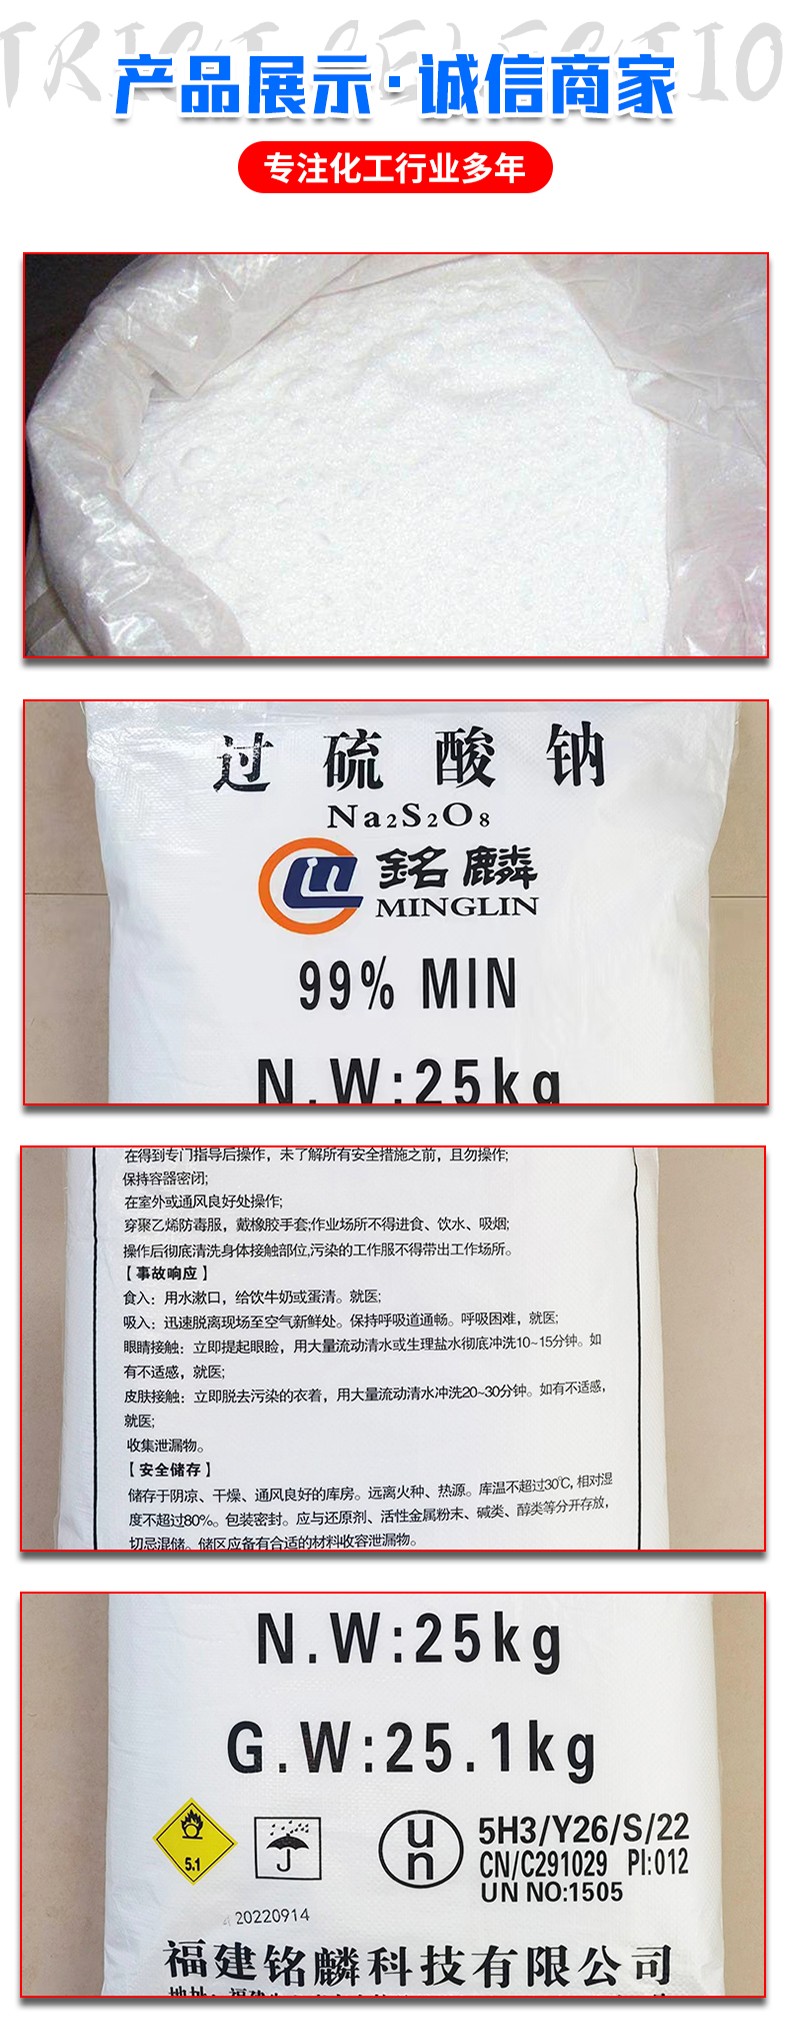 TRICT SELECTIO
产品展示·诚信商家
专注化工行业多年
过硫酸钠
Na₂S₂O₈
铭麟
MINGLIN
99% MIN
N.W:25kg
在得到专门指导后操作，未了解所有安全措施之前，且勿操作;
保持容器密闭;
在室外或通风良好处操作;
穿聚乙烯防毒服，戴橡胶手套;作业场所不得进食、饮水、吸烟;
操作后彻底清洗身体接触部位,污染的工作服不得带出工作场所。
【事故响应】
食入：用水漱口，给饮牛奶或蛋清。就医;
吸入：迅速脱离现场至空气新鲜处。保持呼吸道通畅。呼吸困难，就医;
眼睛接触：立即提起眼睑，用大量流动清水或生理盐水彻底冲洗10~15分钟。如
有不适感，就医;
皮肤接触：立即脱去污染的衣着，用大量流动清水冲洗20~30分钟。如有不适感，
就医;
收集泄漏物。
【安全储存】
储存于阴凉、干燥、通风良好的库房。远离火种、热源。库温不超过30℃, 相对湿
度不超过80%。包装密封。应与还原剂、活性金属粉末、碱类、醇类等分开存放，
切忌混储。储区应备有合适的材料收容泄漏物。
N.W:25kg
G.W:25.1kg
5.1
un
5H3/Y26/S/22
CN/C291029 PI:012
UN NO:1505
20220914
福建铭麟科技有限公司
地址：福建